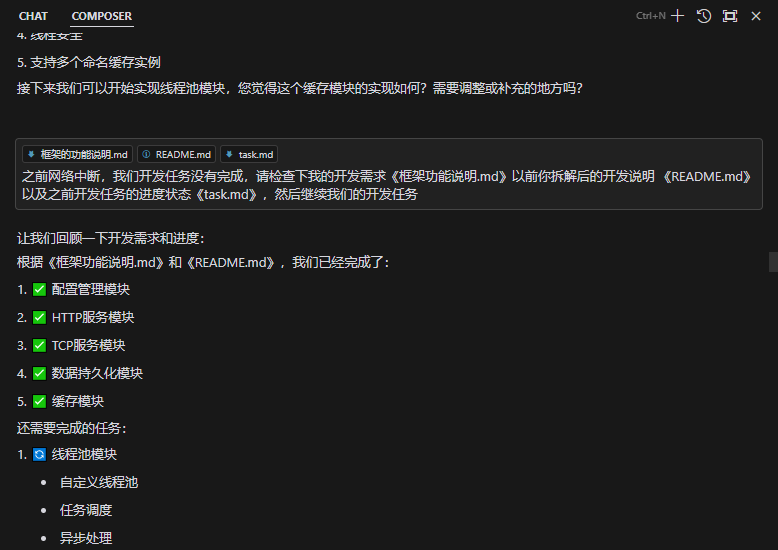 CHAT COMPOSER Ctrl+N
4. 线程安全
5. 支持多个命名缓存实例
接下来我们可以开始实现线程池模块，您觉得这个缓存模块的实现如何？需要调整或补充的地方吗？
框架的功能说明.md README.md task.md
之前网络中断，我们开发任务没有完成，请检查下我的开发需求《框架功能说明.md》以前你拆解后的开发说明 《README.md》
以及之前开发任务的进度状态《task.md》，然后继续我们的开发任务
让我们回顾一下开发需求和进度：
根据《框架功能说明.md》和《README.md》，我们已经完成了：
1. ✅ 配置管理模块
2. ✅ HTTP服务模块
3. ✅ TCP服务模块
4. ✅ 数据持久化模块
5. ✅ 缓存模块
还需要完成的任务：
1. 🔄 线程池模块
• 自定义线程池
• 任务调度
• 异步处理